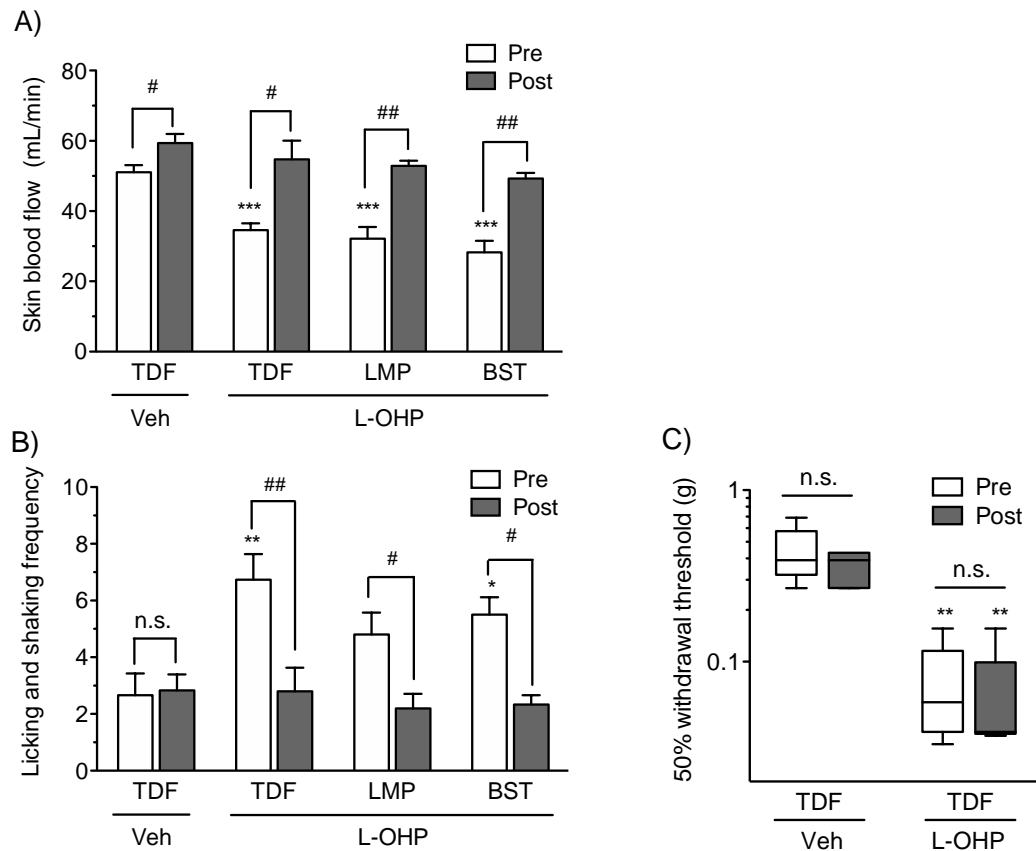 A)
Pre
Post
Skin blood flow (mL/min)
80
60
40
20
0
# # ## ##
*** *** ***
TDF TDF LMP BST
Veh L-OHP
B)
Pre
Post
Licking and shaking frequency
10
8
6
4
2
0
n.s. ## # #
** *
TDF TDF LMP BST
Veh L-OHP
C)
Pre
Post
50% withdrawal threshold (g)
1
0.1
n.s.
n.s.
** **
TDF TDF
Veh L-OHP